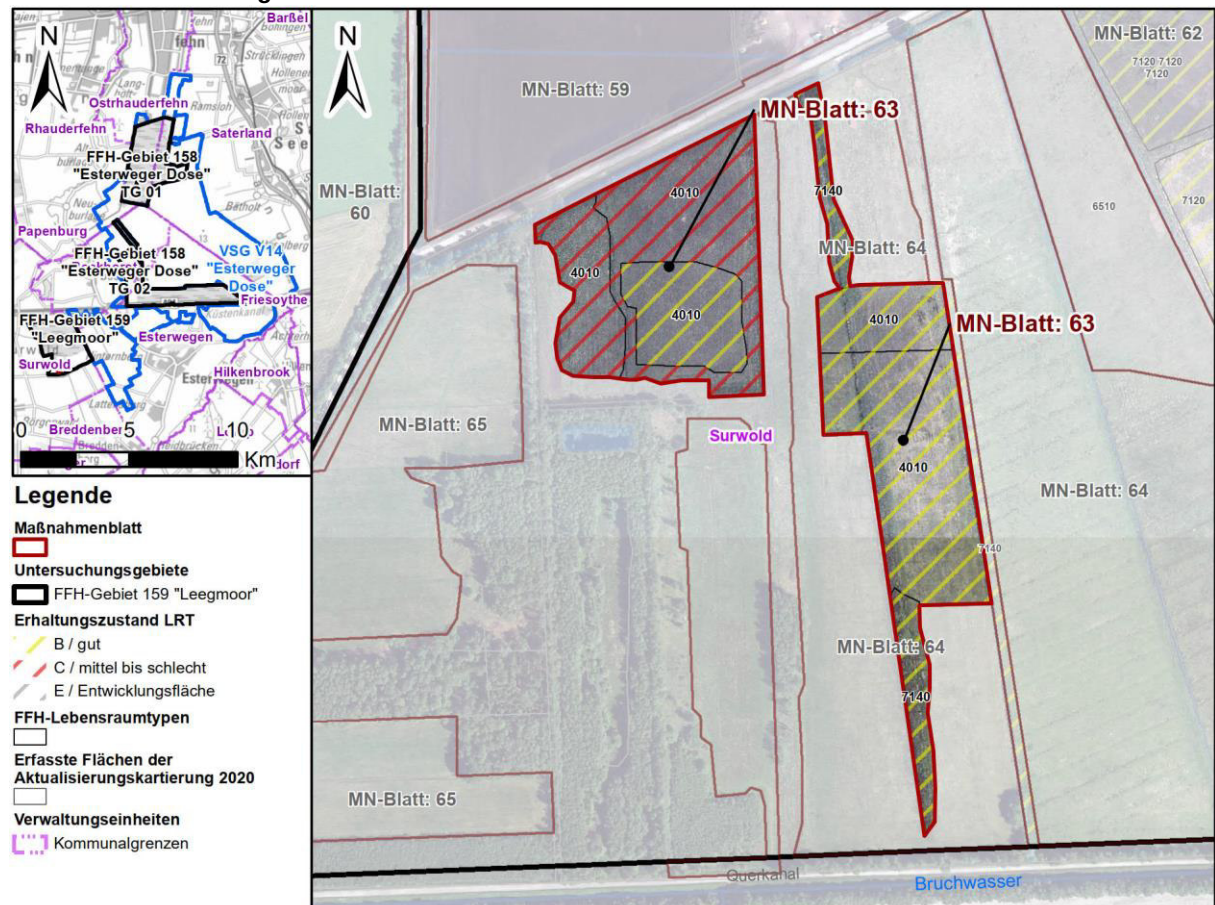 N
Barßel
fehn
72
Ostrhauderfehn
Ramsloh
Rhauderfehn
Saterland
FFH-Gebiet 158
"Esterweger Dose"
TG 01
Papenburg
FFH-Gebiet 158
"Esterweger Dose"
TG 02
VSG V14
"Esterweger
Dose"
Friesoythe
Küstenkanal
FFH-Gebiet 159
"Leegmoor"
Esterwegen
Surwold
Hilkenbrook
Breddenber
0 5 10
Km
Legende
Maßnahmenblatt
Untersuchungsgebiete
FFH-Gebiet 159 "Leegmoor"
Erhaltungszustand LRT
B / gut
C / mittel bis schlecht
E / Entwicklungsfläche
FFH-Lebensraumtypen
Erfasste Flächen der
Aktualisierungskartierung 2020
Verwaltungseinheiten
Kommunalgrenzen
N
MN-Blatt: 59
MN-Blatt: 62
7120 7120
7120
MN-Blatt: 63
MN-Blatt:
60
4010
7140
6510
7120
MN-Blatt: 64
4010
4010
4010
MN-Blatt: 63
MN-Blatt: 65
Surwold
4010
MN-Blatt: 64
7140
MN-Blatt: 64
7140
MN-Blatt: 65
Querkanal
Bruchwasser